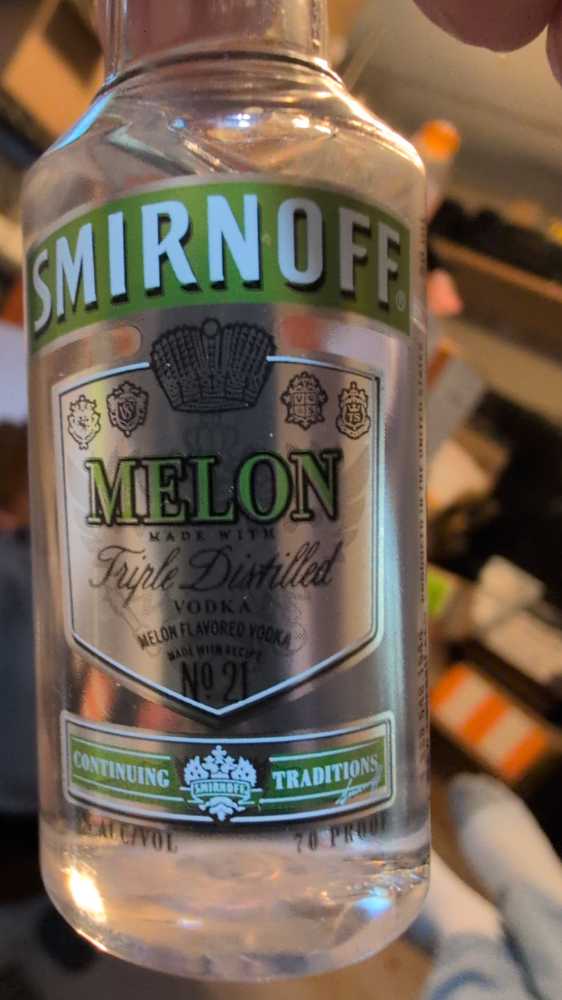 SMIRNOFF®
MELON
MADE WITH
Triple Distilled
VODKA
MELON FLAVORED VODKA
MADE WITH RECIPE
Nº 21
CONTINUING SMIRNOFF TRADITIONS
ALC/VOL 70 PROOF